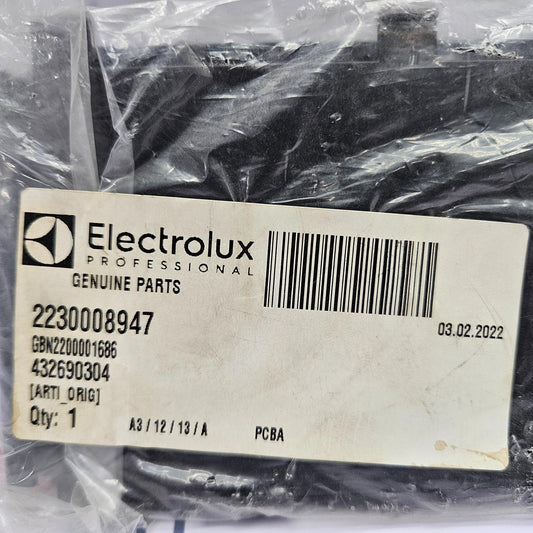 Electrolux
PROFESSIONAL
GENUINE PARTS
03.02.2022
2230008947
GBN2200001686
432690304
[ARTI_ORIG]
Qty: 1
A3 / 12 / 13 / A
PCBA